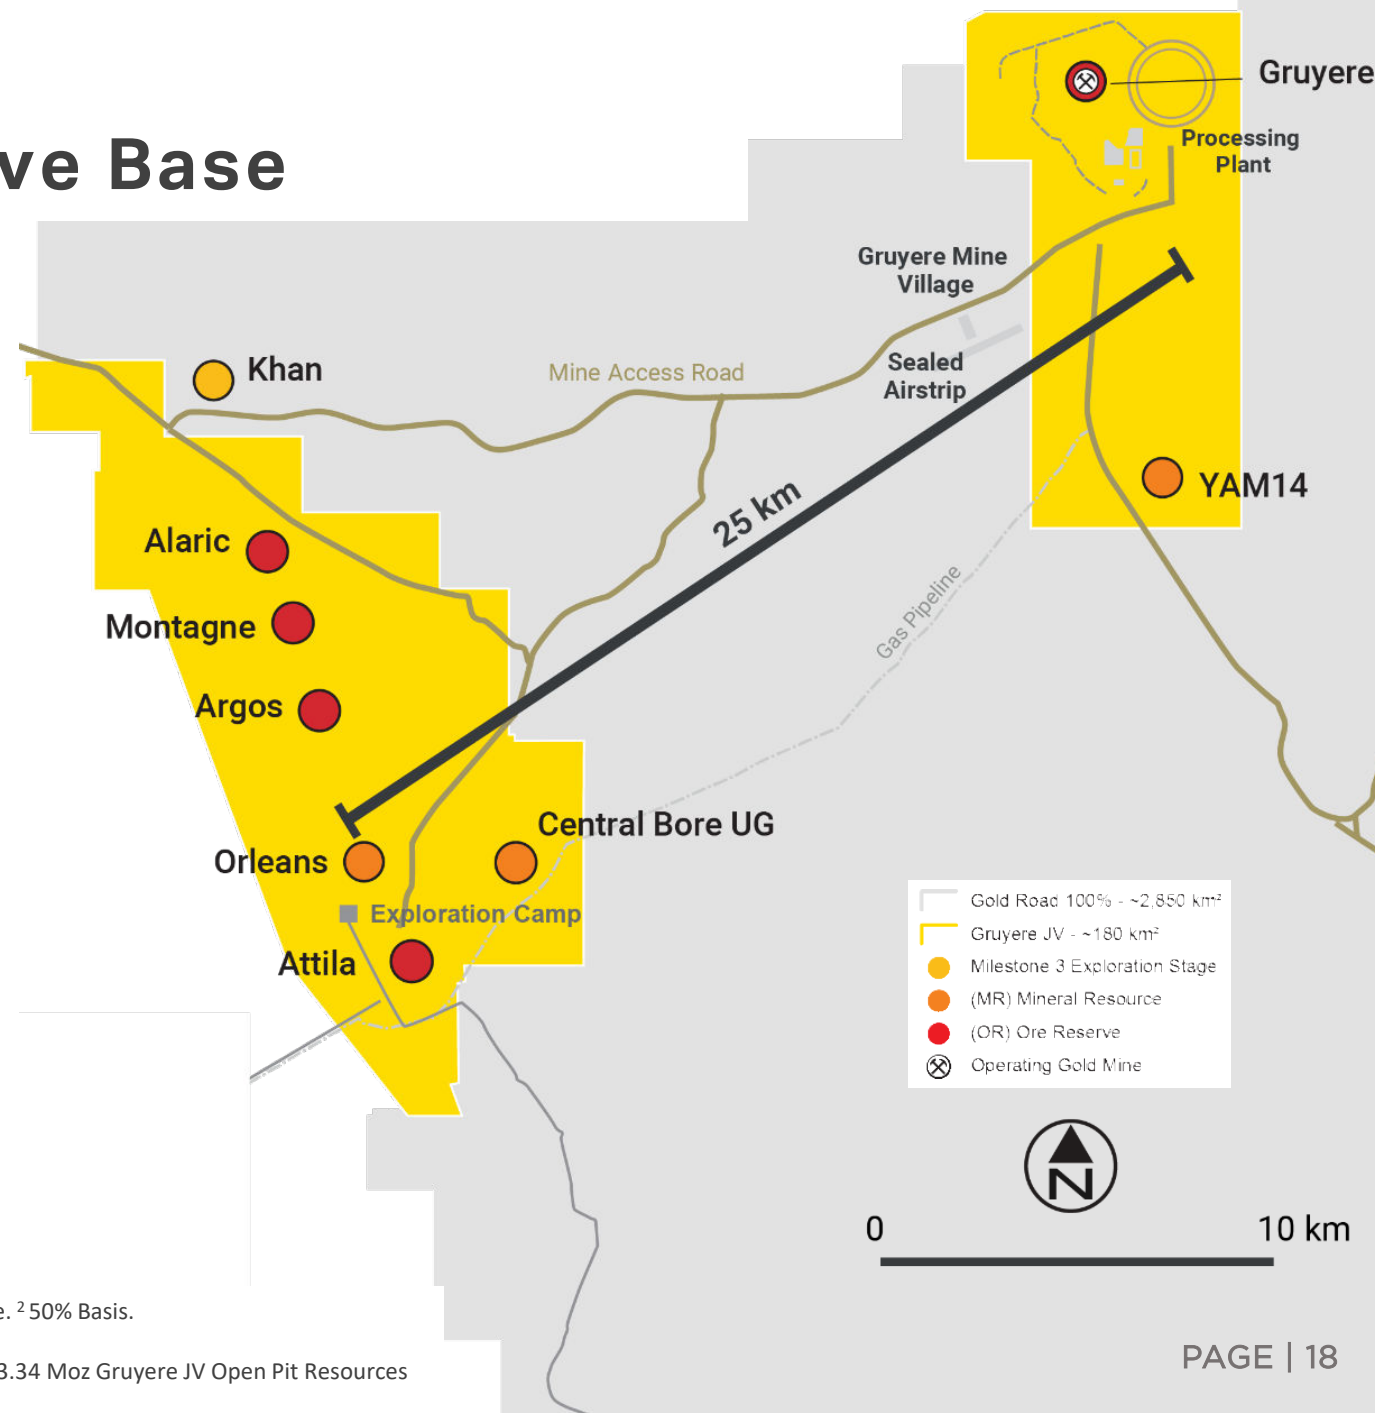 ve Base
Gruyere
Processing
Plant
Gruyere Mine
Village
Sealed
Airstrip
Khan
Mine Access Road
YAM14
25 km
Alaric
Montagne
Gas Pipeline
Argos
Central Bore UG
Orleans
Exploration Camp
Attila
Gold Road 100% - ~2,850 km²
Gruyere JV - ~180 km²
Milestone 3 Exploration Stage
(MR) Mineral Resource
(OR) Ore Reserve
Operating Gold Mine
N
0 10 km
e. ² 50% Basis.
3.34 Moz Gruyere JV Open Pit Resources
PAGE | 18